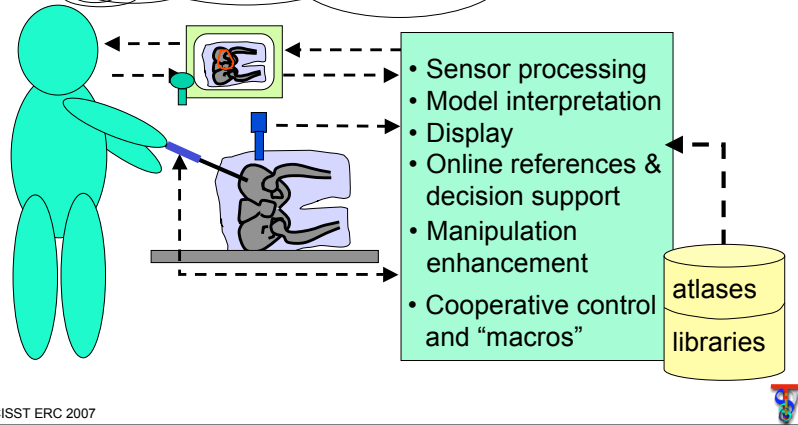 • Sensor processing
• Model interpretation
• Display
• Online references &
decision support
• Manipulation
enhancement
• Cooperative control
and “macros”
atlases
libraries
ISST ERC 2007